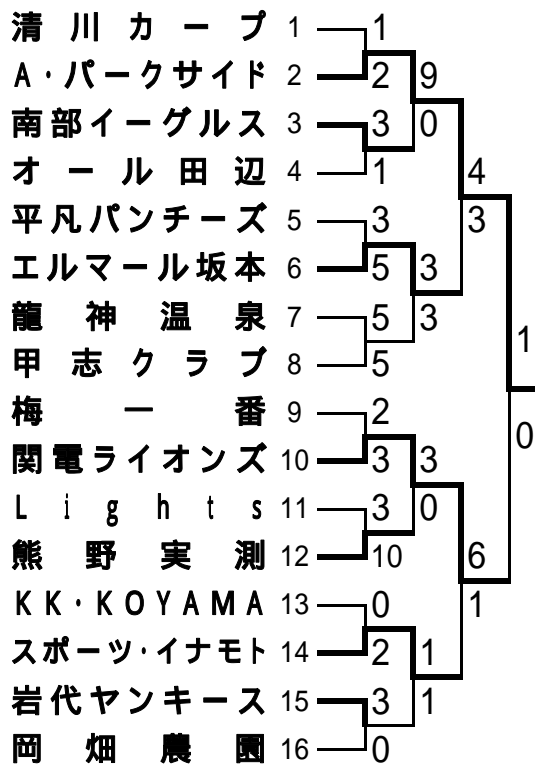 清川カープ 1 1
A・パークサイド 2 2 9
南部イーグルス 3 3 0
オール田辺 4 1 4
平凡パンチーズ 5 3 3
エルマール坂本 6 5 3
龍神温泉 7 5 3 1
甲志クラブ 8 5
梅一番 9 2 0
関電ライオンズ 10 3 3
Lights 11 3 0
熊野実測 12 10 6
KK・KOYAMA 13 0 1
スポーツ・イナモト 14 2 1
岩代ヤンキース 15 3 1
岡畑農園 16 0